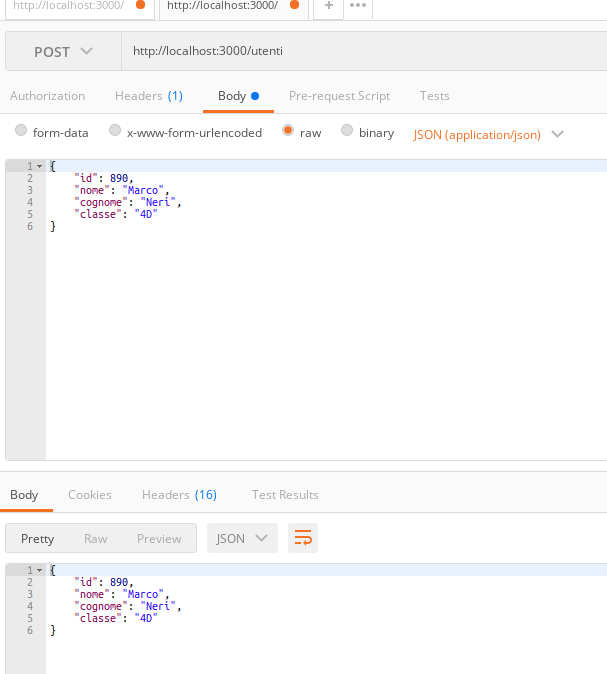 http://localhost:3000/ http://localhost:3000/ + •••
POST http://localhost:3000/utenti
Authorization Headers (1) Body Pre-request Script Tests
form-data x-www-form-urlencoded raw binary JSON (application/json)
1 {
2 "id": 890,
3 "nome": "Marco",
4 "cognome": "Neri",
5 "classe": "4D"
6 }
Body Cookies Headers (16) Test Results
Pretty Raw Preview JSON
1 {
2 "id": 890,
3 "nome": "Marco",
4 "cognome": "Neri",
5 "classe": "4D"
6 }